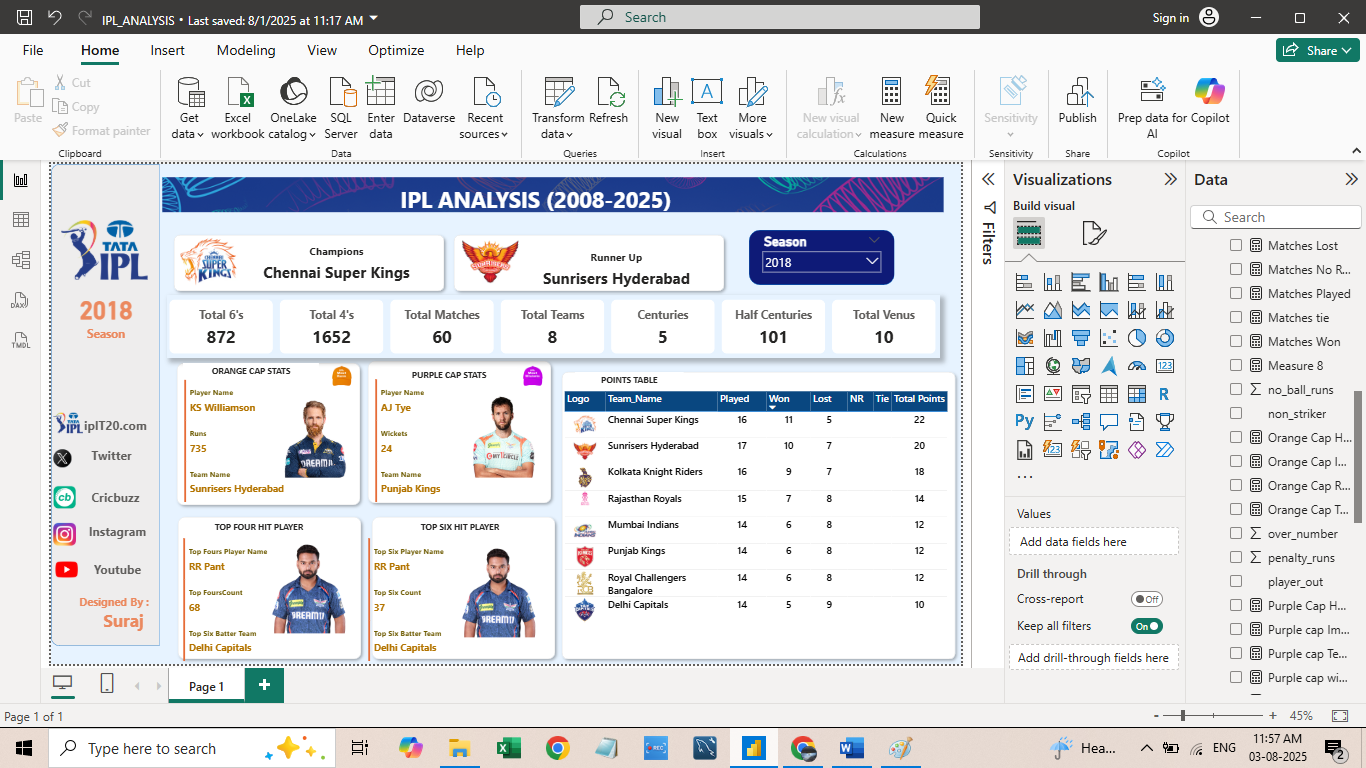 IPL_ANALYSIS • Last saved: 8/1/2025 at 11:17 AM
Search
Sign in
File Home Insert Modeling View Optimize Help
Share
Paste
Cut
Copy
Format painter
Clipboard
Get data
Excel workbook
OneLake catalog
SQL Server
Enter data
Dataverse
Recent sources
Data
Transform data
Refresh
Queries
New visual
Text box
More visuals
Insert
New visual calculation
New measure
Quick measure
Calculations
Sensitivity
Sensitivity
Publish
Share
Prep data for AI
Copilot
Copilot
TATA
IPL
2018
Season
iplT20.com
Twitter
Cricbuzz
Instagram
Youtube
Designed By :
Suraj
IPL ANALYSIS (2008-2025)
Champions
Chennai Super Kings
Runner Up
Sunrisers Hyderabad
Season
2018
Total 6's
872
Total 4's
1652
Total Matches
60
Total Teams
8
Centuries
5
Half Centuries
101
Total Venus
10
ORANGE CAP STATS
Player Name
KS Williamson
Runs
735
Team Name
Sunrisers Hyderabad
PURPLE CAP STATS
Player Name
AJ Tye
Wickets
24
Team Name
Punjab Kings
TOP FOUR HIT PLAYER
Top Fours Player Name
RR Pant
Top FoursCount
68
Top Six Batter Team
Delhi Capitals
TOP SIX HIT PLAYER
Top Six Player Name
RR Pant
Top Six Count
37
Top Six Batter Team
Delhi Capitals
POINTS TABLE
Logo Team_Name Played Won Lost NR Tie Total Points
Chennai Super Kings 16 11 5 22
Sunrisers Hyderabad 17 10 7 20
Kolkata Knight Riders 16 9 7 18
Rajasthan Royals 15 7 8 14
Mumbai Indians 14 6 8 12
Punjab Kings 14 6 8 12
Royal Challengers Bangalore 14 6 8 12
Delhi Capitals 14 5 9 10
Filters
Visualizations
Build visual
Values
Add data fields here
Drill through
Cross-report Off
Keep all filters On
Add drill-through fields here
Data
Search
Matches Lost
Matches No R...
Matches Played
Matches tie
Matches Won
Measure 8
no_ball_runs
non_striker
Orange Cap H...
Orange Cap I...
Orange Cap R...
Orange Cap T...
over_number
penalty_runs
player_out
Purple Cap H...
Purple cap Im...
Purple cap Te...
Purple cap wi...
Page 1
Page 1 of 1
- + 45%
Type here to search
Hea...
ENG
11:57 AM
03-08-2025
2